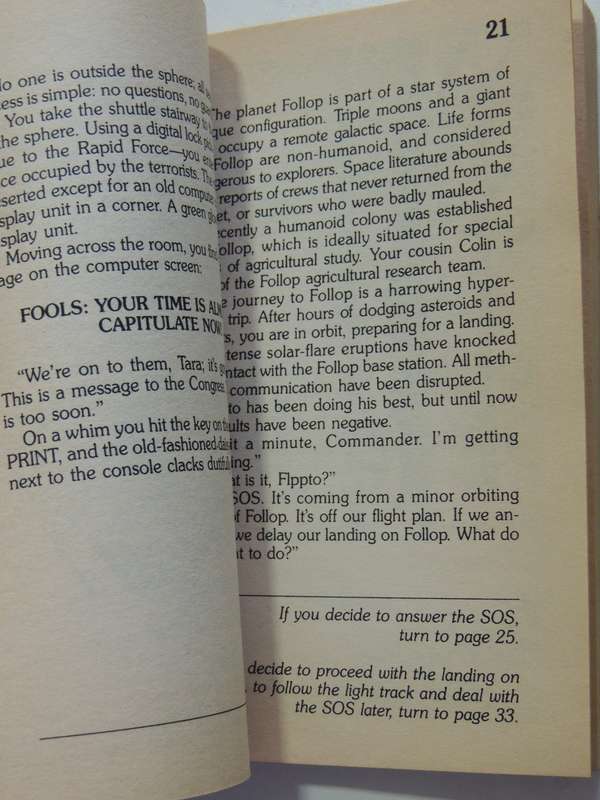 o one is outside the sphere; all
ess is simple: no questions, no
You take the shuttle stairway to
the sphere. Using a digital lock
ue to the Rapid Force—you
ce occupied by the terrorists.
serted except for an old compute
splay unit in a corner. A green
splay unit.
Moving across the room, you
age on the computer screen:
FOOLS: YOUR TIME IS
CAPITULATE NOW
"We're on to them, Tara; it's
This is a message to the Congress
is too soon."
On a whim you hit the key on
PRINT, and the old-fashioned
next to the console clacks
21
he planet Follop is part of a star system of
que configuration. Triple moons and a giant
occupy a remote galactic space. Life forms
Follop are non-humanoid, and considered
gerous to explorers. Space literature abounds
reports of crews that never returned from the
et, or survivors who were badly mauled.
ecently a humanoid colony was established
ollop, which is ideally situated for special
of agricultural study. Your cousin Colin is
of the Follop agricultural research team.
e journey to Follop is a harrowing hyper-
trip. After hours of dodging asteroids and
s, you are in orbit, preparing for a landing.
tense solar-flare eruptions have knocked
ntact with the Follop base station. All meth-
communication have been disrupted.
to has been doing his best, but until now
ults have been negative.
it a minute, Commander. I'm getting
ing."
at is it, Flppto?"
SOS. It's coming from a minor orbiting
of Follop. It's off our flight plan. If we an-
we delay our landing on Follop. What do
nt to do?"
If you decide to answer the SOS,
turn to page 25.
decide to proceed with the landing on
. to follow the light track and deal with
the SOS later, turn to page 33.